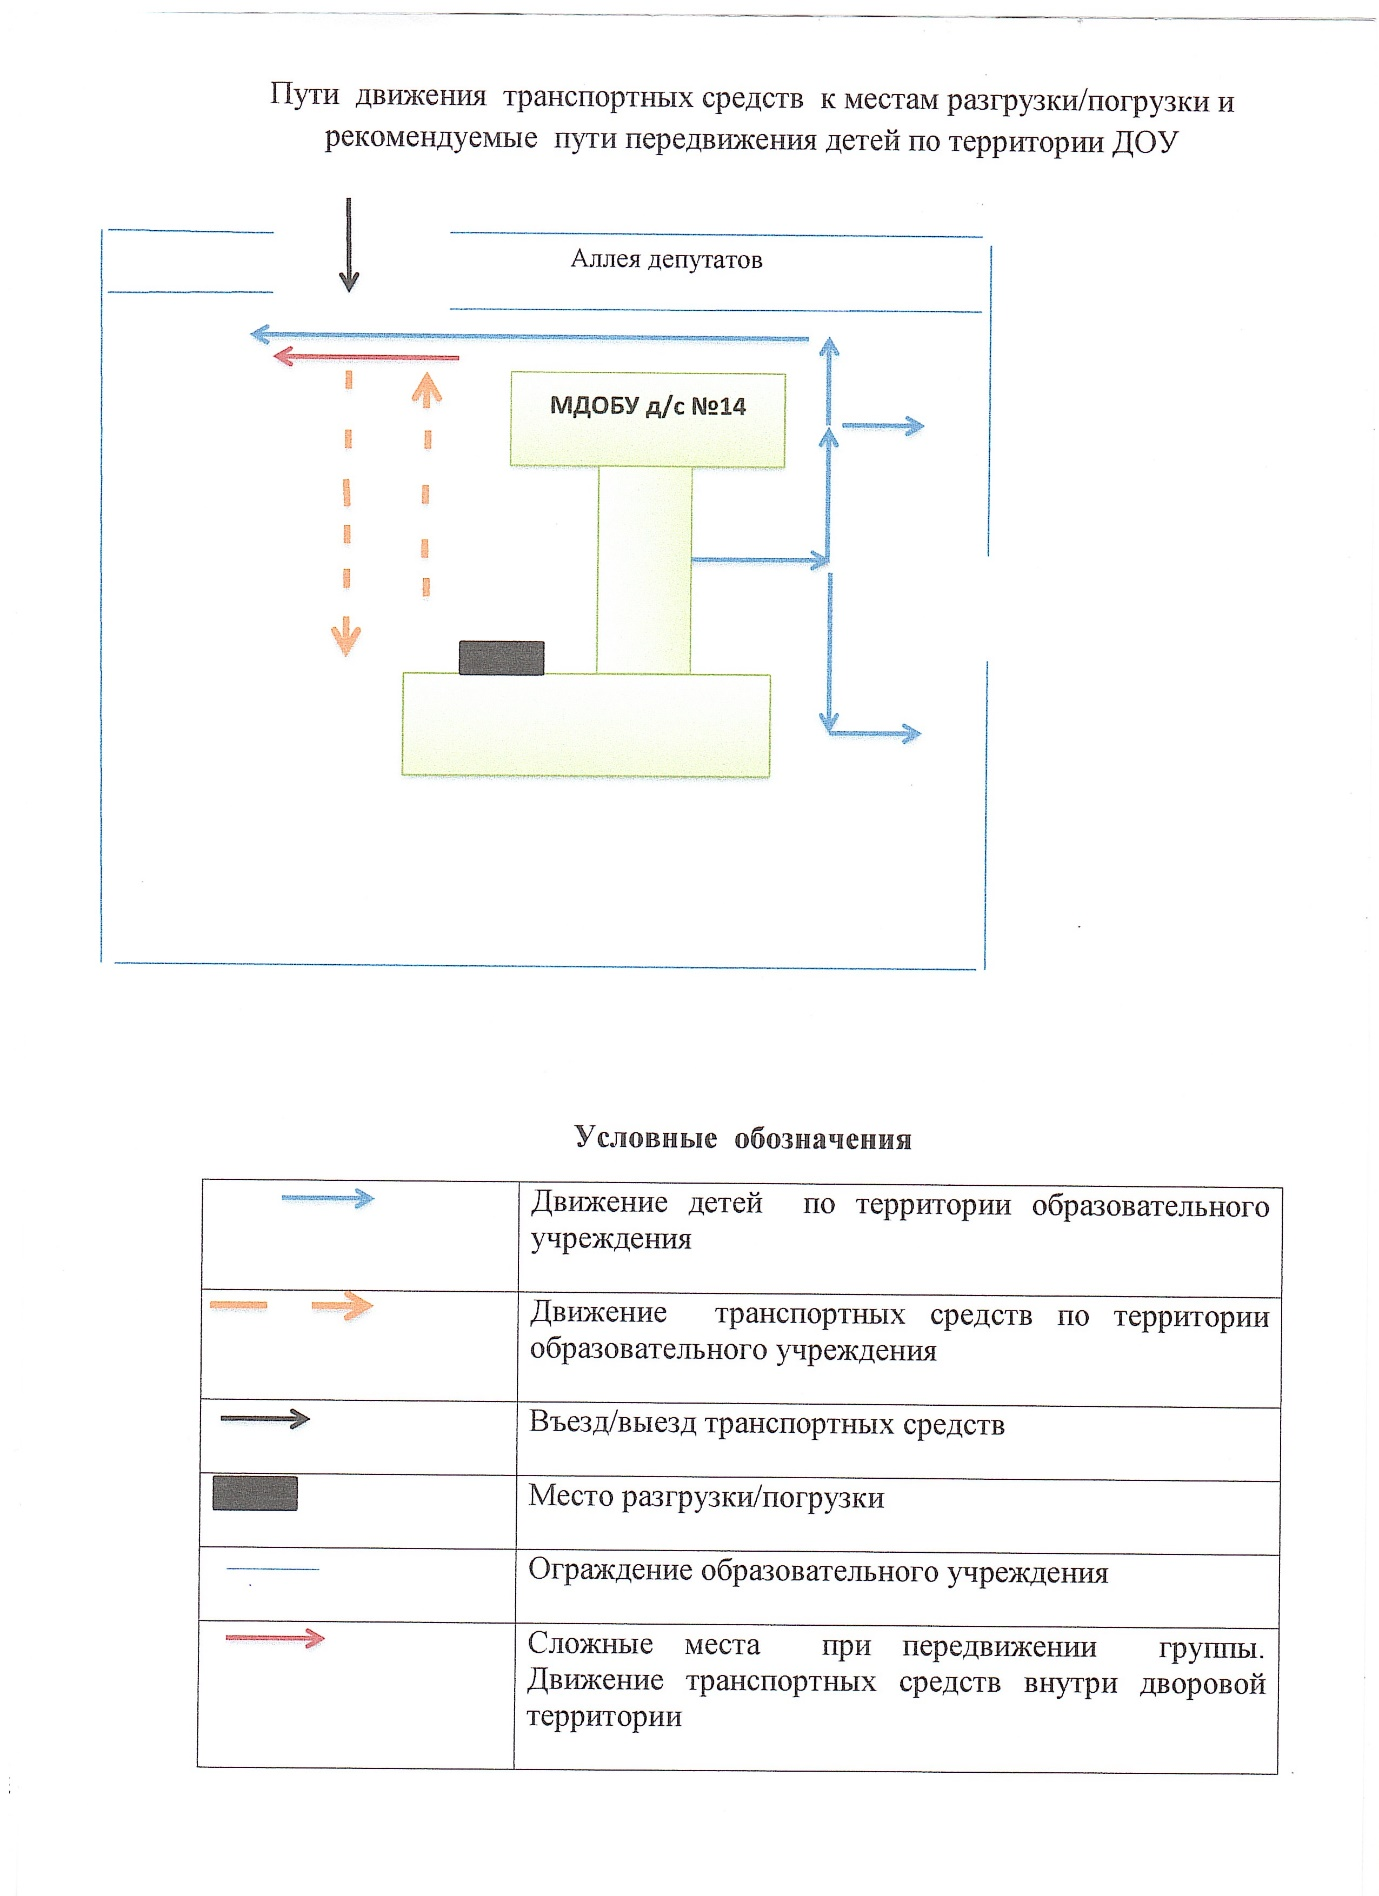 Пути движения транспортных средств к местам разгрузки/погрузки и
рекомендуемые пути передвижения детей по территории ДОУ
Аллея депутатов
МДОБУ д/с №14
Условные обозначения
Движение детей по территории образовательного
учреждения
Движение транспортных средств по территории
образовательного учреждения
Въезд/выезд транспортных средств
Место разгрузки/погрузки
Ограждение образовательного учреждения
Сложные места при передвижении группы.
Движение транспортных средств внутри дворовой
территории